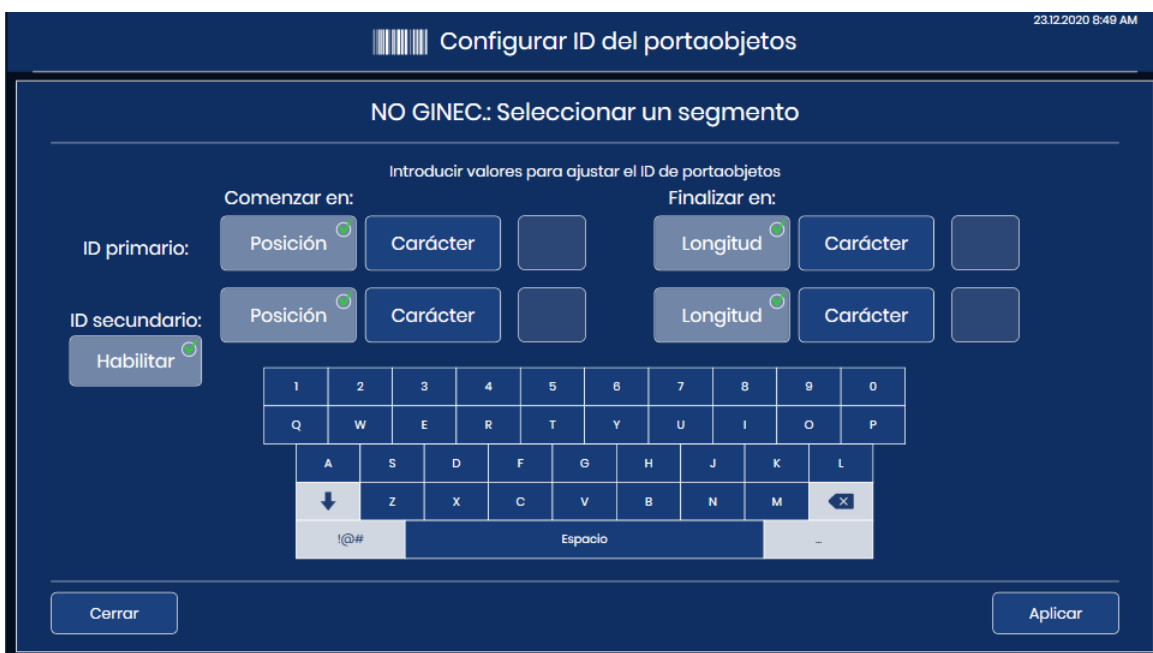 23.12.2020 8:49 AM
Configurar ID del portaobjetos
NO GINEC.: Seleccionar un segmento
Introducir valores para ajustar el ID de portaobjetos
Comenzar en: Finalizar en:
ID primario: Posición Carácter Longitud Carácter
ID secundario: Posición Carácter Longitud Carácter
Habilitar
1 2 3 4 5 6 7 8 9 0
Q W E R T Y U I O P
A S D F G H J K L
Z X C V B N M
!@# Espacio ...
Cerrar Aplicar